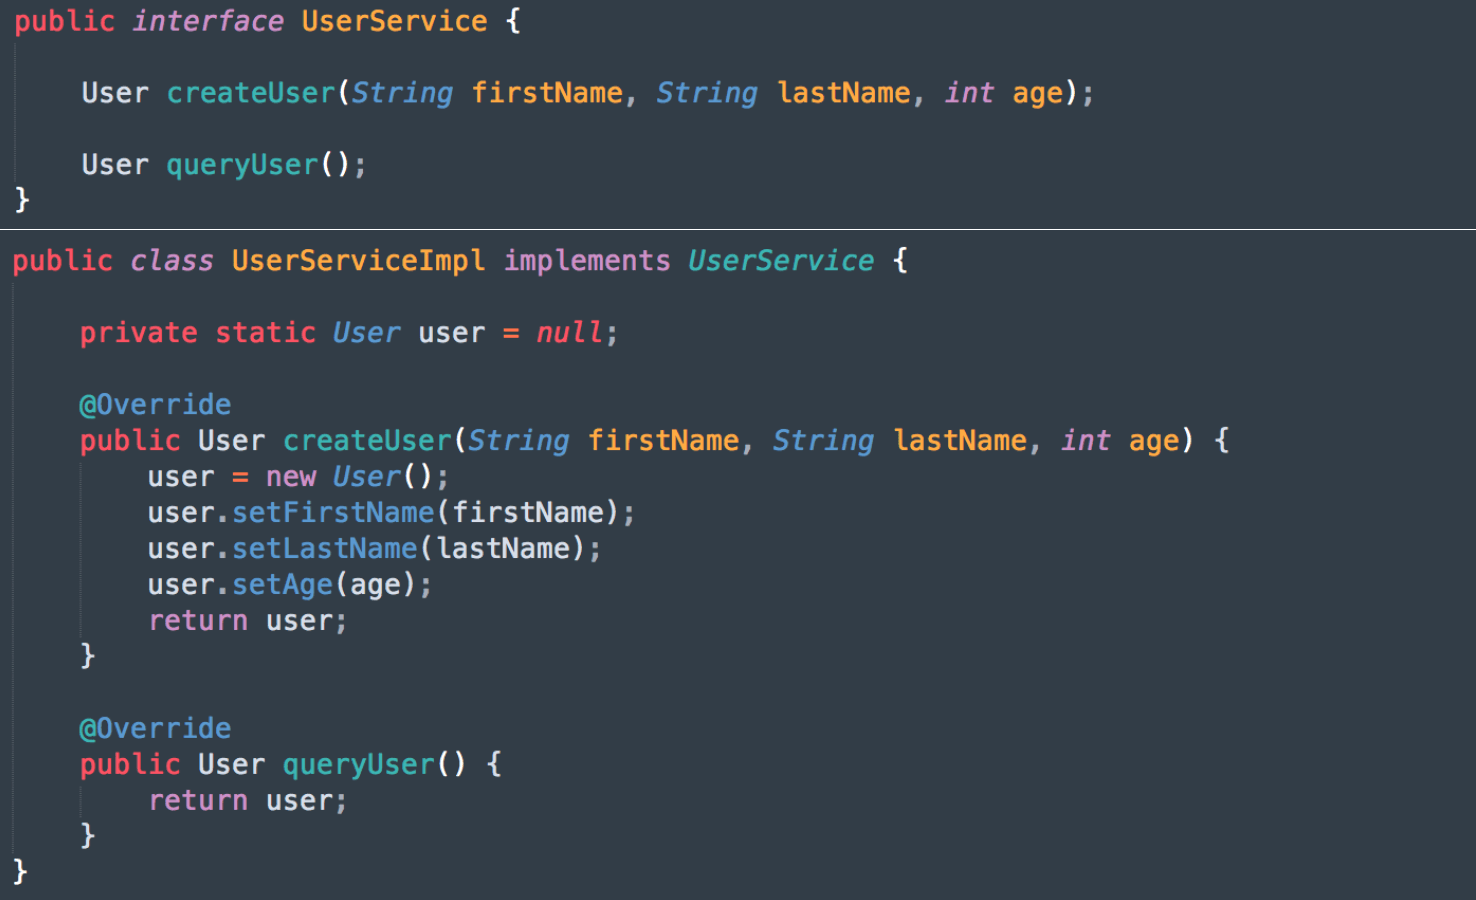 public interface UserService {
User createUser(String firstName, String lastName, int age);
User queryUser();
}
public class UserServiceImpl implements UserService {
private static User user = null;
@Override
public User createUser(String firstName, String lastName, int age) {
user = new User();
user.setFirstName(firstName);
user.setLastName(lastName);
user.setAge(age);
return user;
}
@Override
public User queryUser() {
return user;
}
}